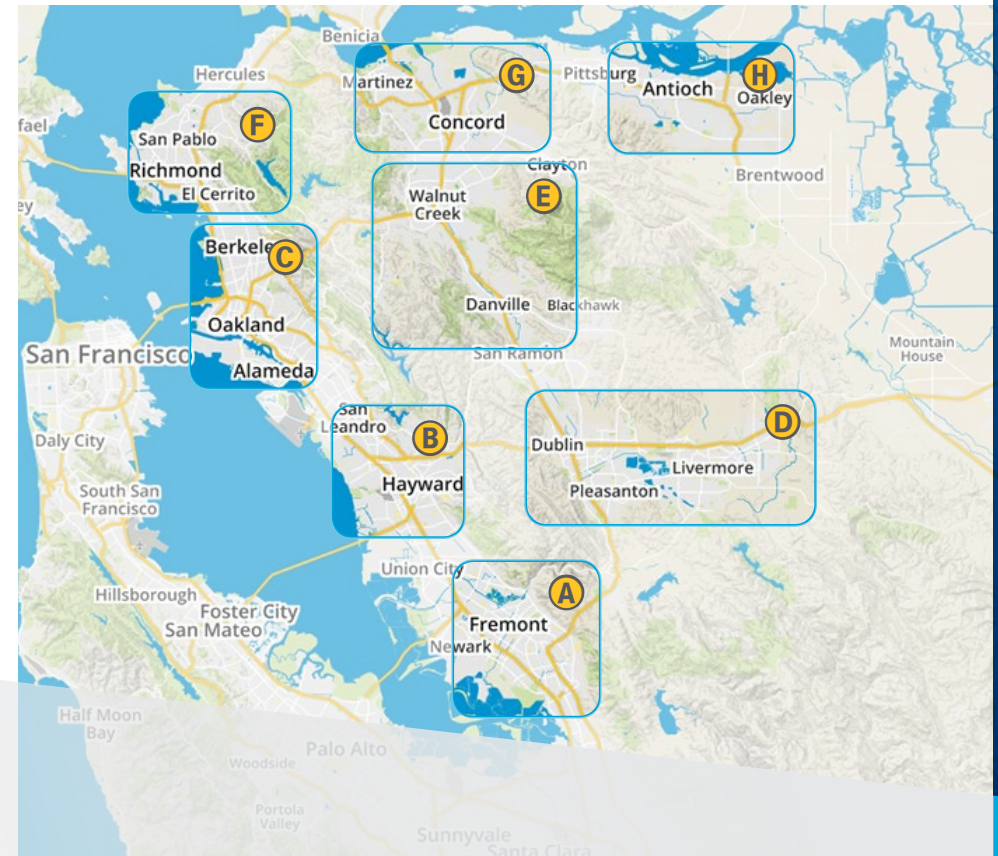 Benicia
Hercules
Martinez
G
Pittsburg
H
Antioch
Oakley
fael
F
San Pablo
Concord
Richmond
El Cerrito
Clayton
Brentwood
ey
E
Walnut
Creek
Berkele
C
Danville
Blackhawk
Oakland
San Francisco
San Ramon
Mountain
House
Alameda
San
Leandro
B
D
Daly City
Dublin
Livermore
Hayward
Pleasanton
South San
Francisco
Union City
A
Hillsborough
Foster City
San Mateo
Fremont
Newark
Half Moon
Bay
Palo Alto
Woodside
Portola
Valley
Sunnyvale
Santa Clara